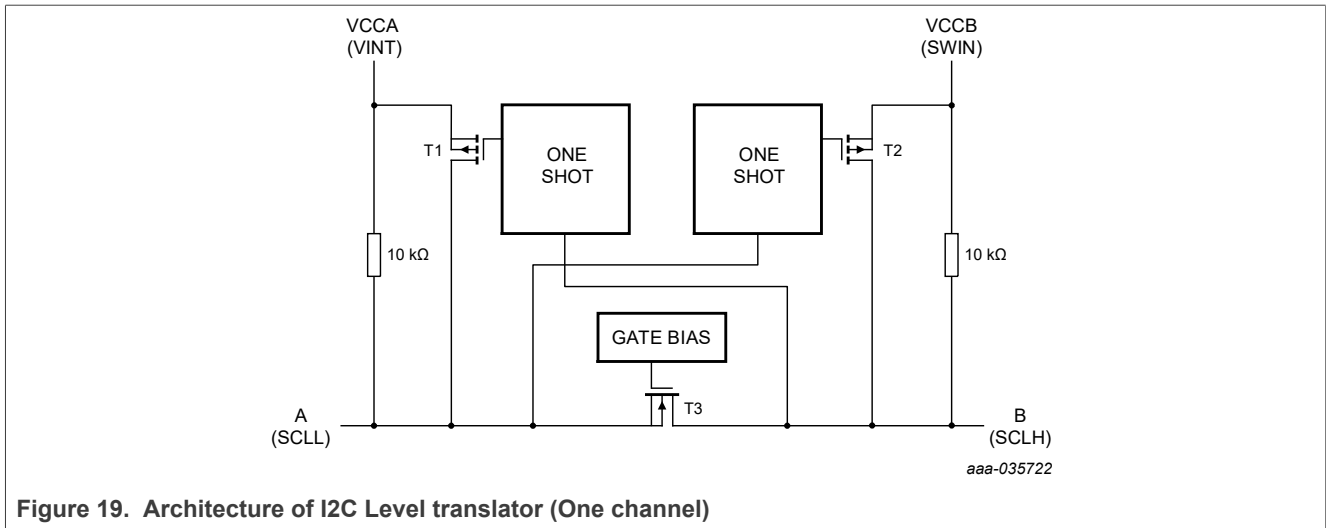 VCCA
(VINT)
VCCB
(SWIN)
T1
ONE
SHOT
ONE
SHOT
T2
10 kΩ
10 kΩ
GATE BIAS
T3
A
(SCLL)
B
(SCLH)
aaa-035722
Figure 19. Architecture of I2C Level translator (One channel)